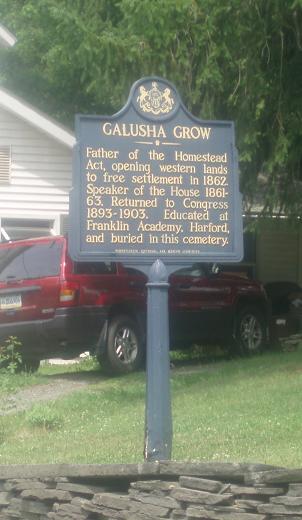 GALUSHA GROW
Father of the Homestead
Act, opening western lands
to free settlement in 1862.
Speaker of the House 1861-
63. Returned to Congress
1893-1903. Educated at
Franklin Academy, Harford,
and buried in this cemetery.